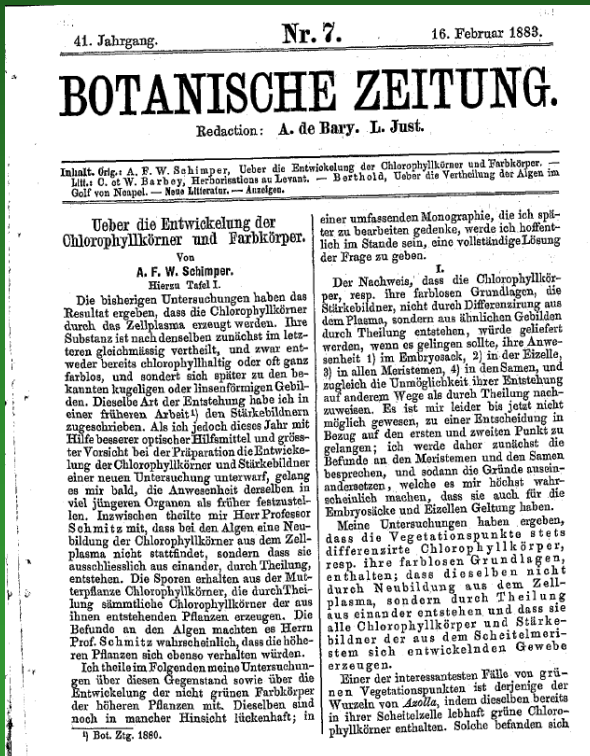 41. Jahrgang.
Nr. 7.
16. Februar 1883.
BOTANISCHE ZEITUNG.
Redaction: A. de Bary. L. Just.
Inhalt. Orig.: A. F. W. Schimper, Ueber die Entwickelung der Chlorophyllkörner und Farbkörper. —
Litt.: C. et W. Barbey, Herborisations au Levant. — Berthold, Ueber die Vertheilung der Algen im
Golf von Neapel. — Neue Litteratur. — Anzeigen.
Ueber die Entwickelung der
Chlorophyllkörner und Farbkörper.
Von
A. F. W. Schimper.
Hierzu Tafel I.
Die bisherigen Untersuchungen haben das
Resultat ergeben, dass die Chlorophyllkörner
durch das Zellplasma erzeugt werden. Ihre
Substanz ist nach denselben zunächst im letz-
teren gleichmässig vertheilt, und zwar ent-
weder bereits chlorophyllhaltig oder oft ganz
farblos, und sondert sich später zu den be-
kannten kugeligen oder linsenförmigen Gebil-
den. Dieselbe Art der Entstehung habe ich in
einer früheren Arbeit¹) den Stärkebildnern
zugeschrieben. Als ich jedoch dieses Jahr mit
Hilfe besserer optischer Hilfsmittel und gröss-
ter Vorsicht bei der Präparation die Entwicke-
lung der Chlorophyllkörner und Stärkebildner
einer neuen Untersuchung unterwarf, gelang
es mir bald, die Anwesenheit derselben in
viel jüngeren Organen als früher festzustel-
len. Inzwischen theilte mir Herr Professor
Schmitz mit, dass bei den Algen eine Neu-
bildung der Chlorophyllkörner aus dem Zell-
plasma nicht stattfindet, sondern dass sie
ausschliesslich aus einander, durch Theilung,
entstehen. Die Sporen erhalten aus der Mut-
terpflanze Chlorophyllkörner, die durch Thei-
lung sämmtliche Chlorophyllkörner der aus
ihnen entstehenden Pflanzen erzeugen. Die
Befunde an den Algen machten es Herrn
Prof. Schmitz wahrscheinlich, dass die höhe-
ren Pflanzen sich ebenso verhalten würden.
Ich theile im Folgenden meine Untersuchun-
gen über diesen Gegenstand sowie über die
Entwickelung der nicht grünen Farbkörper
der höheren Pflanzen mit. Dieselben sind
noch in mancher Hinsicht lückenhaft; in
¹) Bot. Ztg. 1880.
einer umfassenden Monographie, die ich spä-
ter zu bearbeiten gedenke, werde ich hoffent-
lich im Stande sein, eine vollständige Lösung
der Frage zu geben.
I.
Der Nachweis, dass die Chlorophyllkör-
per, resp. ihre farblosen Grundlagen, die
Stärkebildner, nicht durch Differenzirung aus
dem Plasma, sondern aus ähnlichen Gebilden
durch Theilung entstehen, würde geliefert
werden, wenn es gelingen sollte, ihre Anwe-
senheit 1) im Embryosack, 2) in der Eizelle,
3) in allen Meristemen, 4) in den Samen, und
zugleich die Unmöglichkeit ihrer Entstehung
auf anderem Wege als durch Theilung nach-
zuweisen. Es ist mir leider bis jetzt nicht
möglich gewesen, zu einer Entscheidung in
Bezug auf den ersten und zweiten Punkt zu
gelangen; ich werde daher zunächst die
Befunde an den Meristemen und den Samen
besprechen, und sodann die Gründe ausein-
andersetzen, welche es mir höchst wahr-
scheinlich machen, dass sie auch für die
Embryosäcke und Eizellen Geltung haben.
Meine Untersuchungen haben ergeben,
dass die Vegetationspunkte stets
differenzirte Chlorophyllkörper,
resp. ihre farblosen Grundlagen,
enthalten; dass dieselben nicht
durch Neubildung aus dem Zell-
plasma, sondern durch Theilung
aus einander entstehen und dass sie
alle Chlorophyllkörper und Stärke-
bildner der aus dem Scheitelmeri-
stem sich entwickelnden Gewebe
erzeugen.
Einer der interessantesten Fälle von grü-
nen Vegetationspunkten ist derjenige der
Wurzeln von Azolla, indem dieselben bereits
in ihrer Scheitelzelle lebhaft grüne Chloro-
phyllkörner enthalten. Solche befanden sich